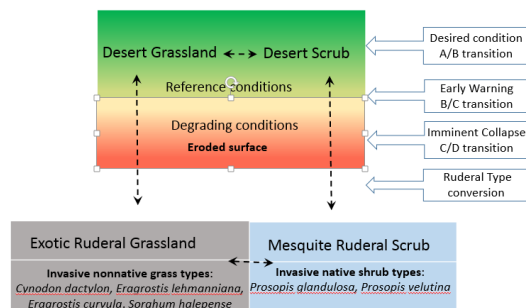 Desert Grassland Desert Scrub
Reference conditions
Degrading conditions
Eroded surface
Desired condition
A/B transition
Early Warning
B/C transition
Imminent Collapse
C/D transition
Ruderal Type
conversion
Exotic Ruderal Grassland
Invasive nonnative grass types:
Cynodon dactylon, Eragrostis lehmanniana,
Eragrostis curvula, Sorghum halepense
Mesquite Ruderal Scrub
Invasive native shrub types:
Prosopis glandulosa, Prosopis velutina